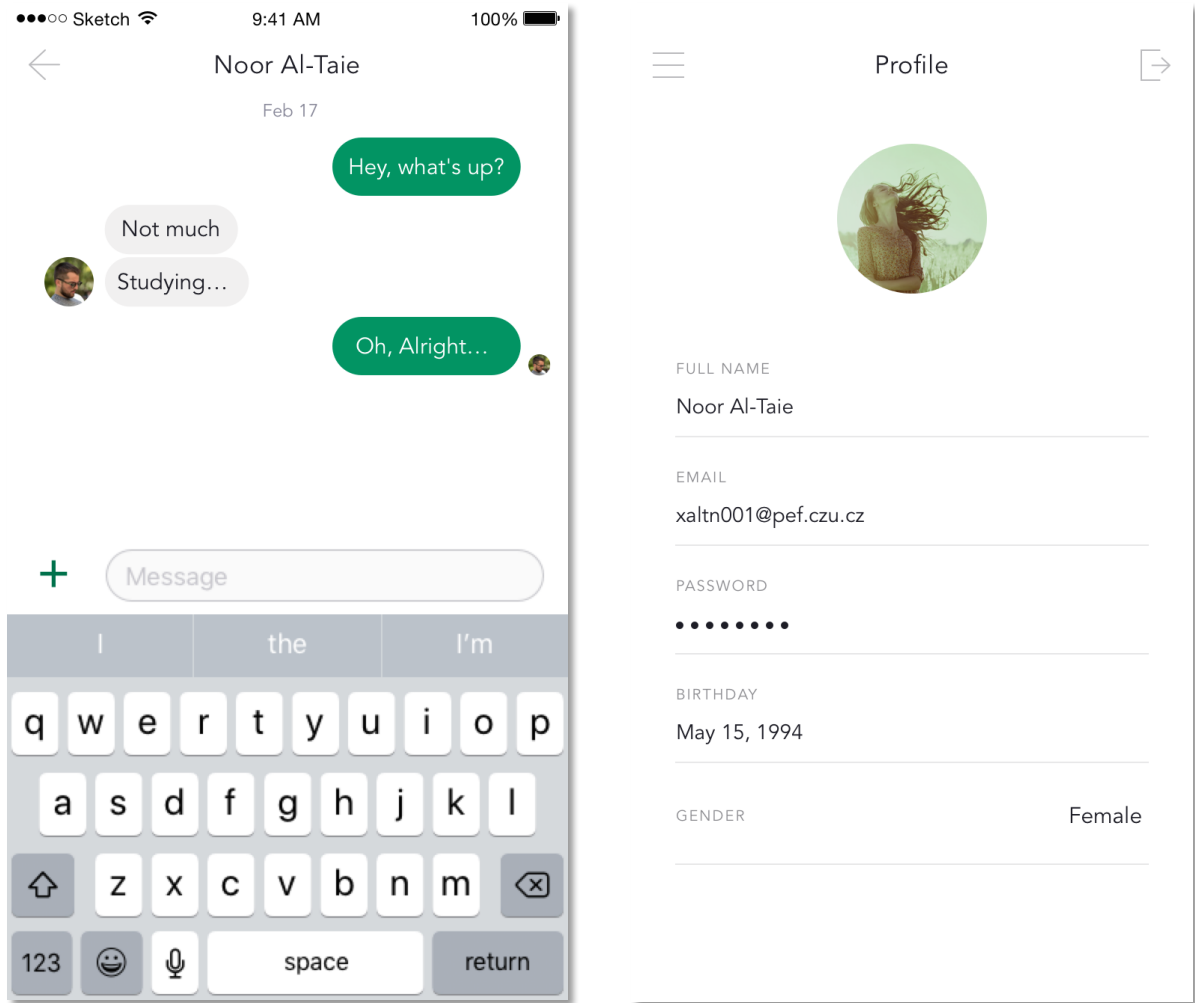 Sketch 9:41 AM 100%
Noor Al-Taie
Feb 17
Hey, what's up?
Not much
Studying…
Oh, Alright…
Message
I the I'm
q w e r t y u i o p
a s d f g h j k l
z x c v b n m
123 space return
Profile
FULL NAME
Noor Al-Taie
EMAIL
xaltn001@pef.czu.cz
PASSWORD
••••••••
BIRTHDAY
May 15, 1994
GENDER Female